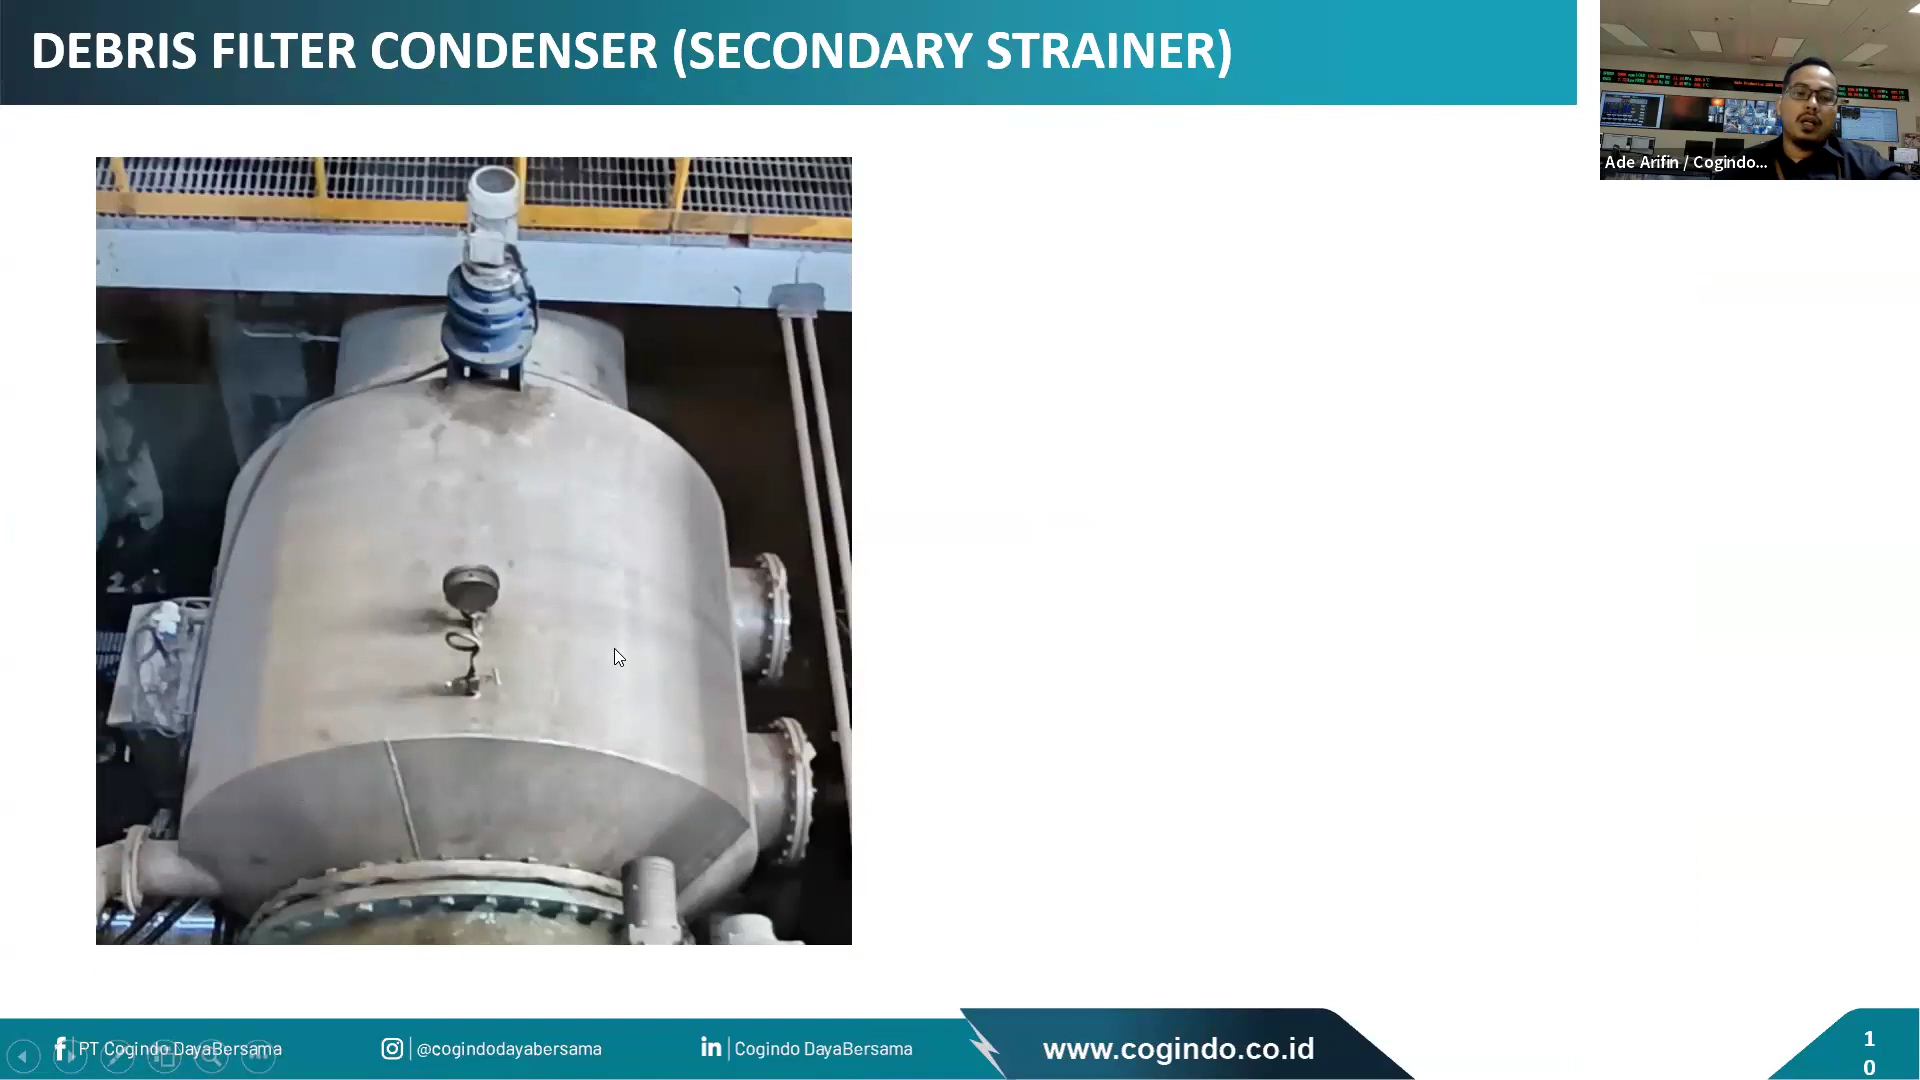 DEBRIS FILTER CONDENSER (SECONDARY STRAINER)
Ade Arifin / Cogindo...
PT Cogindo DayaBersama
@cogindodayabersama
in
Cogindo DayaBersama
www.cogindo.co.id
1
0